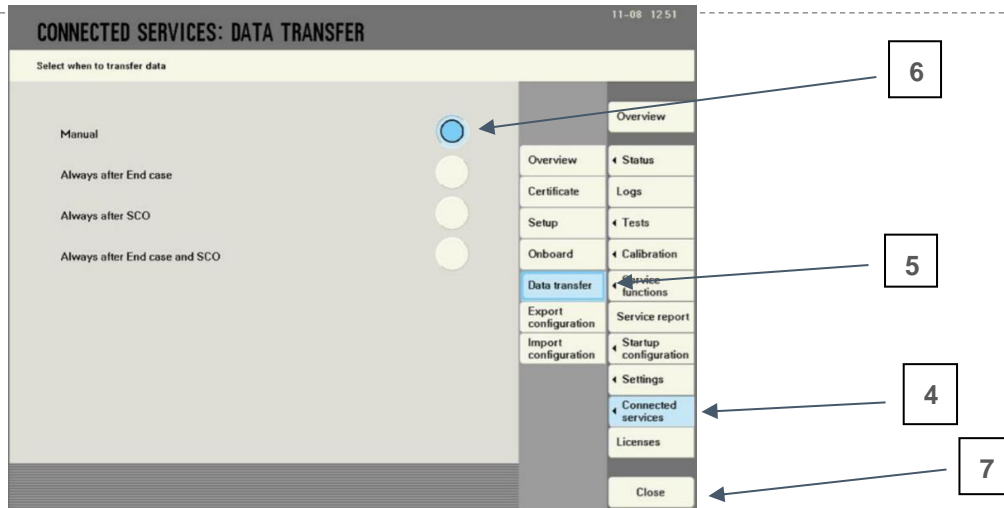 11-08 12 51
CONNECTED SERVICES: DATA TRANSFER
Select when to transfer data
Manual
Always after End case
Always after SCO
Always after End case and SCO
Overview
Certificate
Setup
Onboard
Data transfer
Export
configuration
Import
configuration
Overview
Status
Logs
Tests
Calibration
Service
functions
Service report
Startup
configuration
Settings
Connected
services
Licenses
Close
6
5
4
7